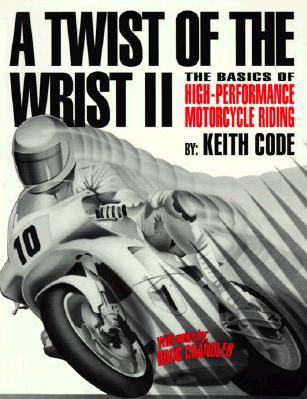 A TWIST OF THE
WRIST II
THE BASICS OF
HIGH-PERFORMANCE
MOTORCYCLE RIDING
BY: KEITH CODE
10
1
With notes by
DOUG CHANDLER